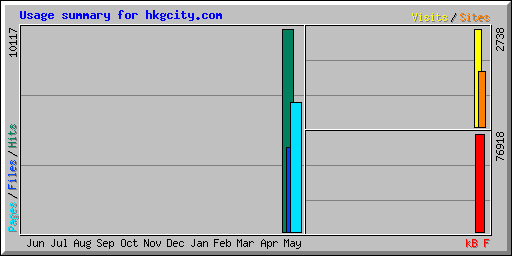 Usage summary for hkgcity.com
Visits/Sites
10117
2738
Pages/Files/Hits
76918
Jun Jul Aug Sep Oct Nov Dec Jan Feb Mar Apr May
kB F